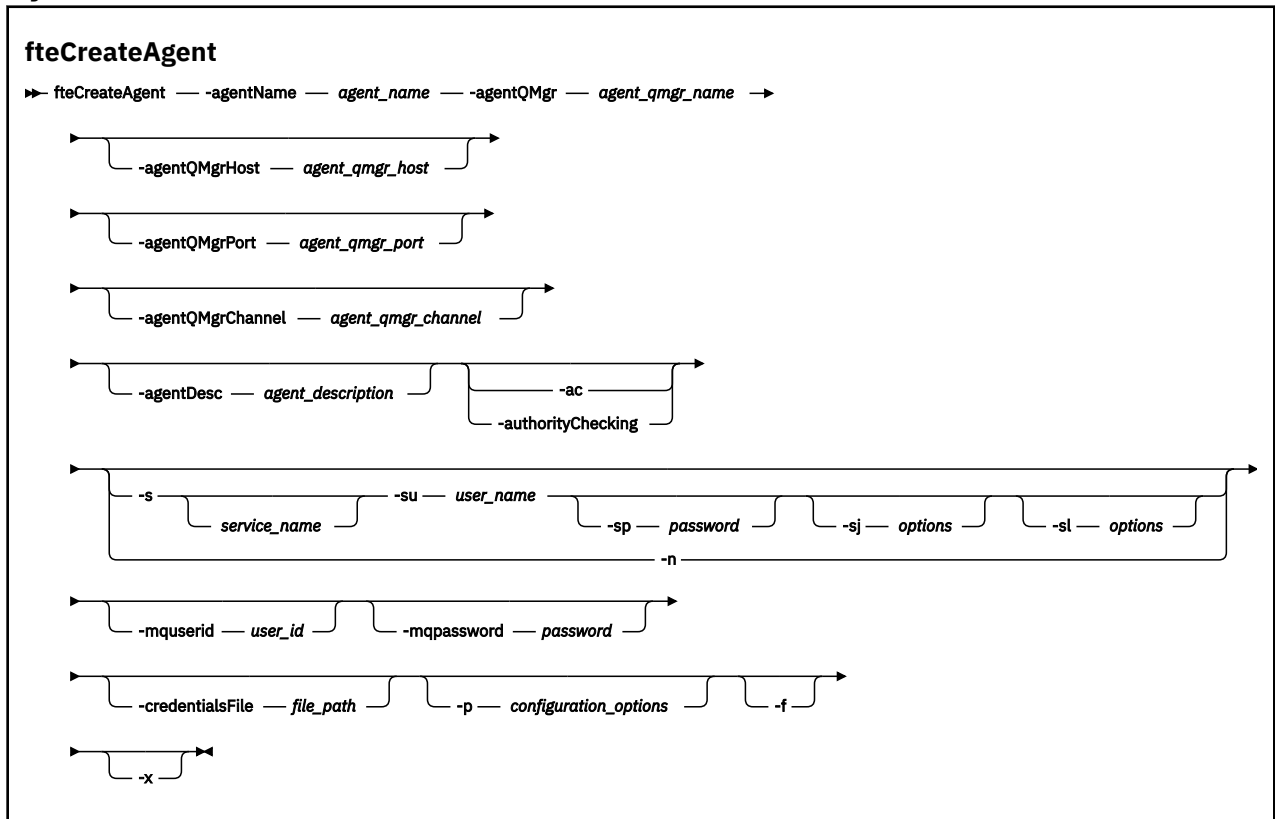 fteCreateAgent
fteCreateAgent -agentName agent_name -agentQMgr agent_qmgr_name
-agentQMgrHost agent_qmgr_host
-agentQMgrPort agent_qmgr_port
-agentQMgrChannel agent_qmgr_channel
-agentDesc agent_description -ac
-authorityChecking
-s service_name -su user_name -sp password -sj options -sl options
-n
-mquserid user_id -mqpassword password
-credentialsFile file_path -p configuration_options -f
-x